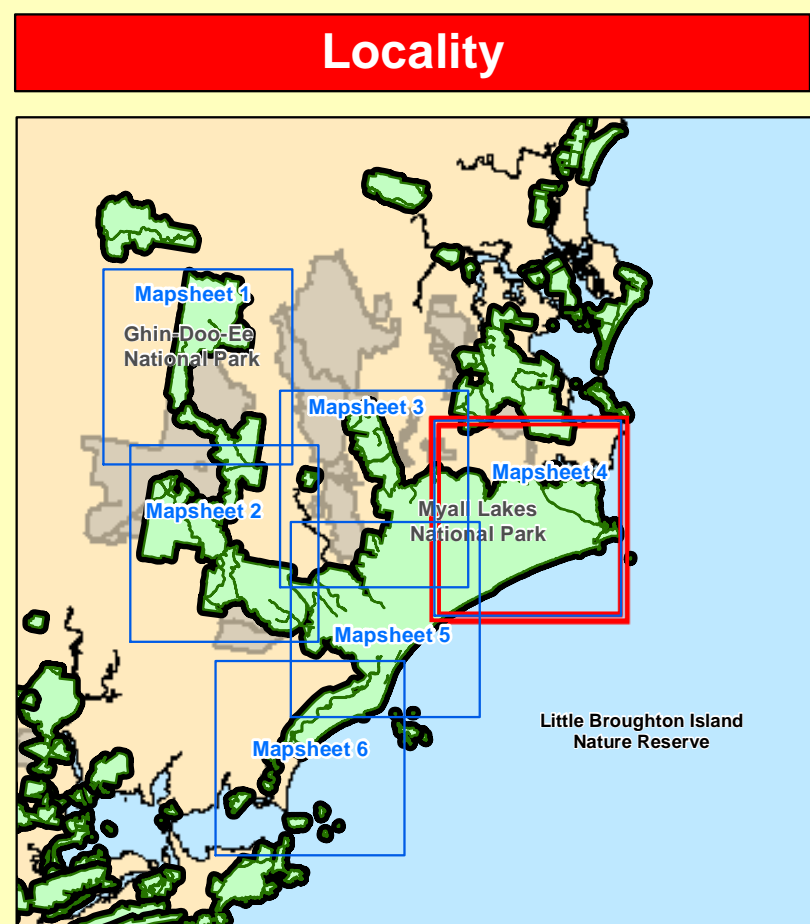 Locality
Mapsheet 1
Ghin-Doo-Ee
National Park
Mapsheet 3
Mapsheet 4
Mapsheet 2
Myall Lakes
National Park
Mapsheet 5
Little Broughton Island
Nature Reserve
Mapsheet 6